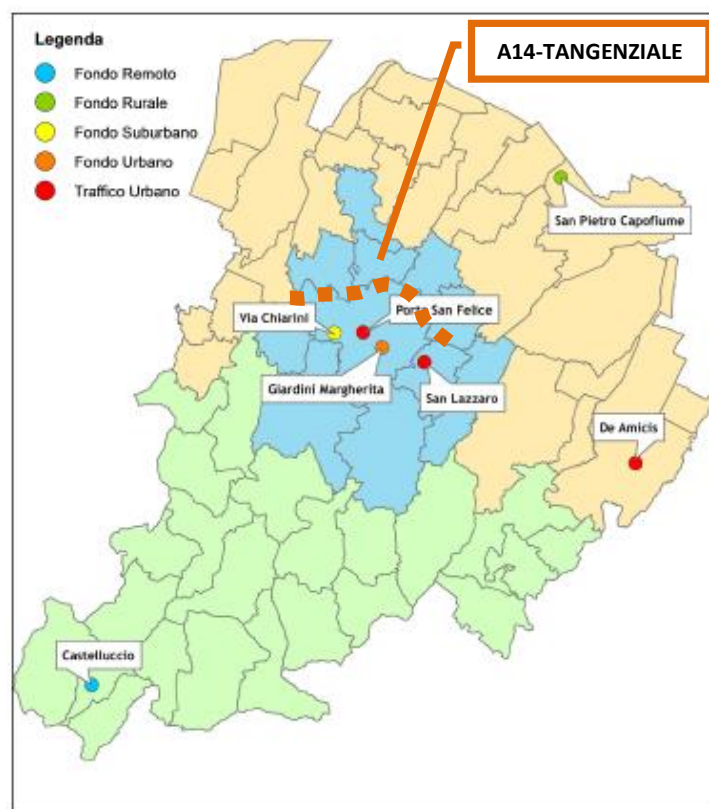 Legenda
Fondo Remoto
Fondo Rurale
Fondo Suburbano
Fondo Urbano
Traffico Urbano
A14-TANGENZIALE
San Pietro Capofiume
Via Chiarini
Porta San Felice
Giardini Margherita
San Lazzaro
De Amicis
Castelluccio